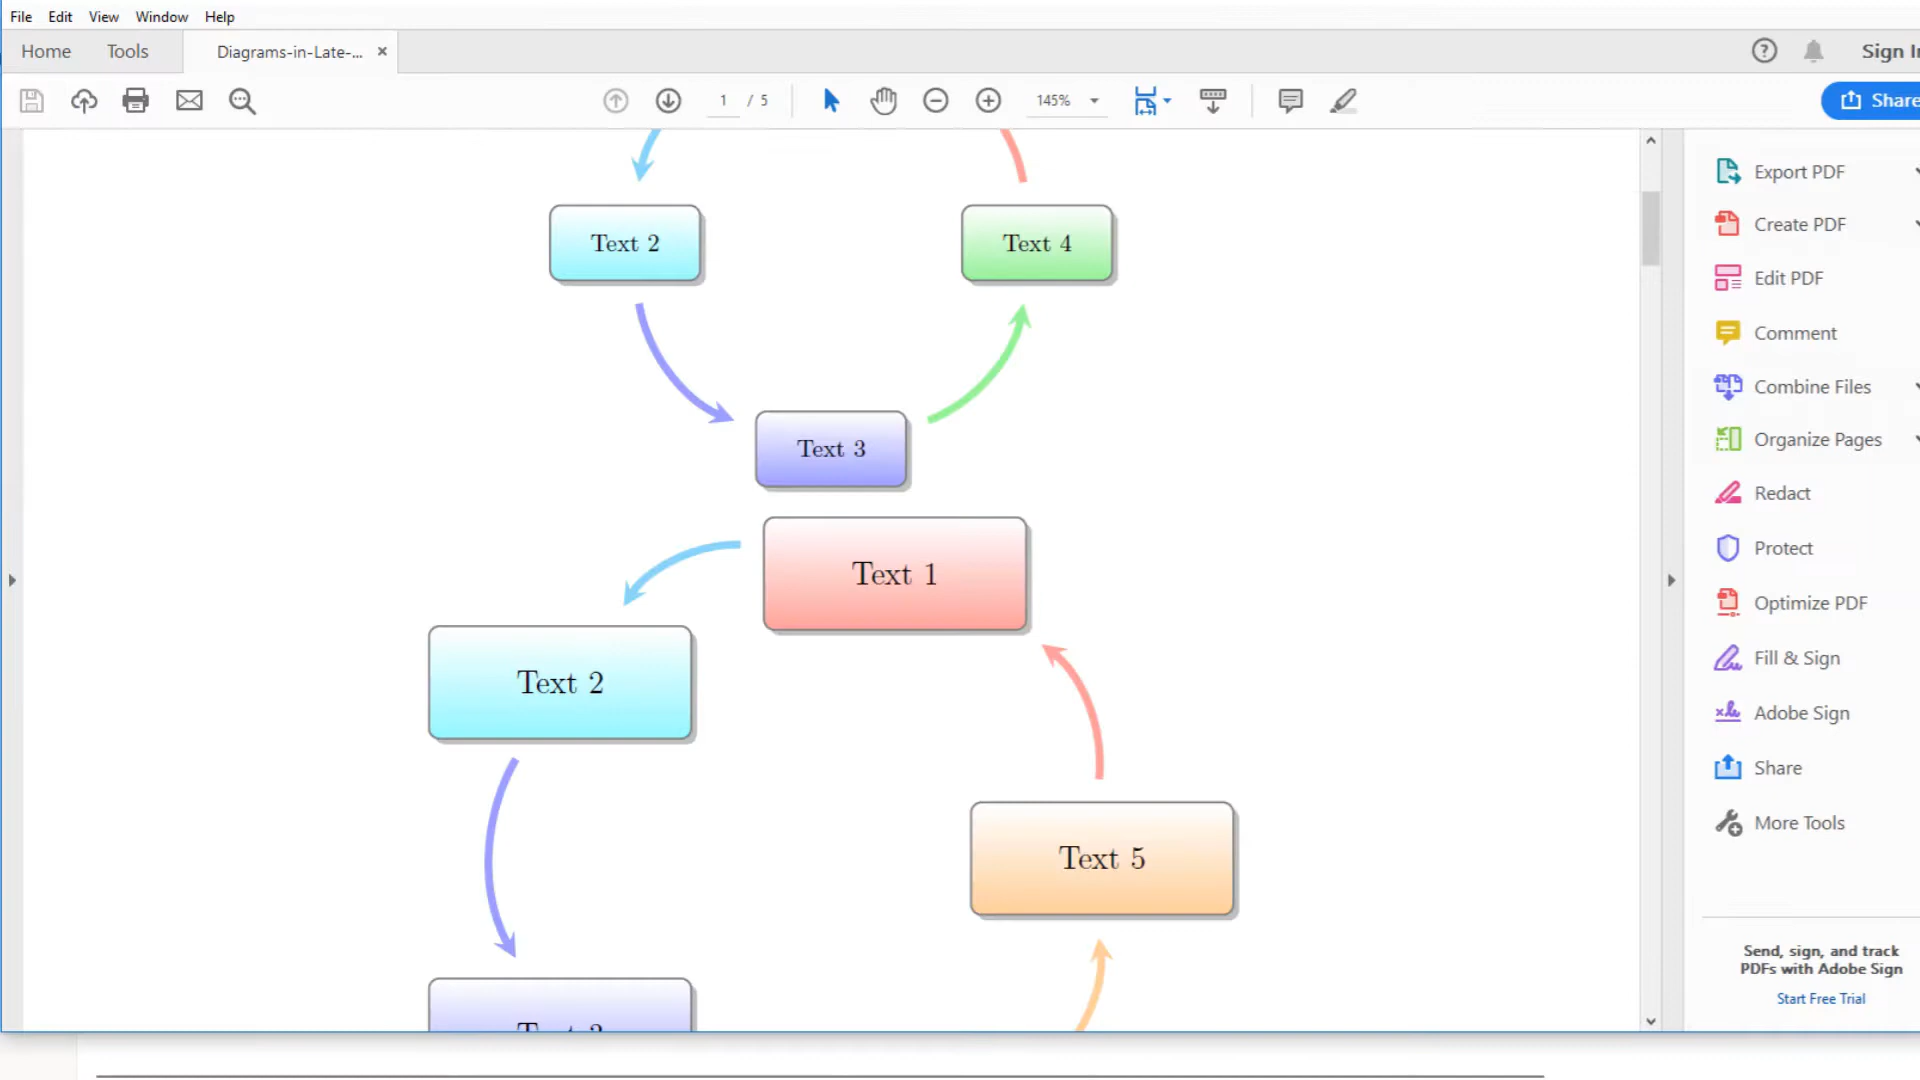 File Edit View Window Help
Home Tools Diagrams-in-Late-... × Sign In
1 / 5 145% Share
Text 2 Text 4
Text 3
Text 1
Text 2
Text 5
Export PDF
Create PDF
Edit PDF
Comment
Combine Files
Organize Pages
Redact
Protect
Optimize PDF
Fill & Sign
Adobe Sign
Share
More Tools
Send, sign, and track
PDFs with Adobe Sign
Start Free Trial